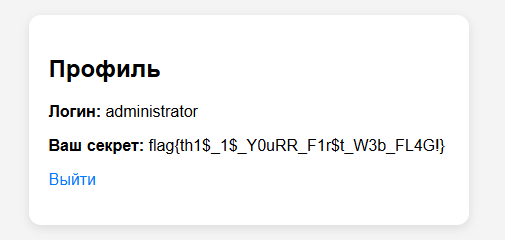 Профиль
Логин: administrator
Ваш секрет: flag{th1$_1$_Y0uRR_F1r$t_W3b_FL4G!}
Выйти